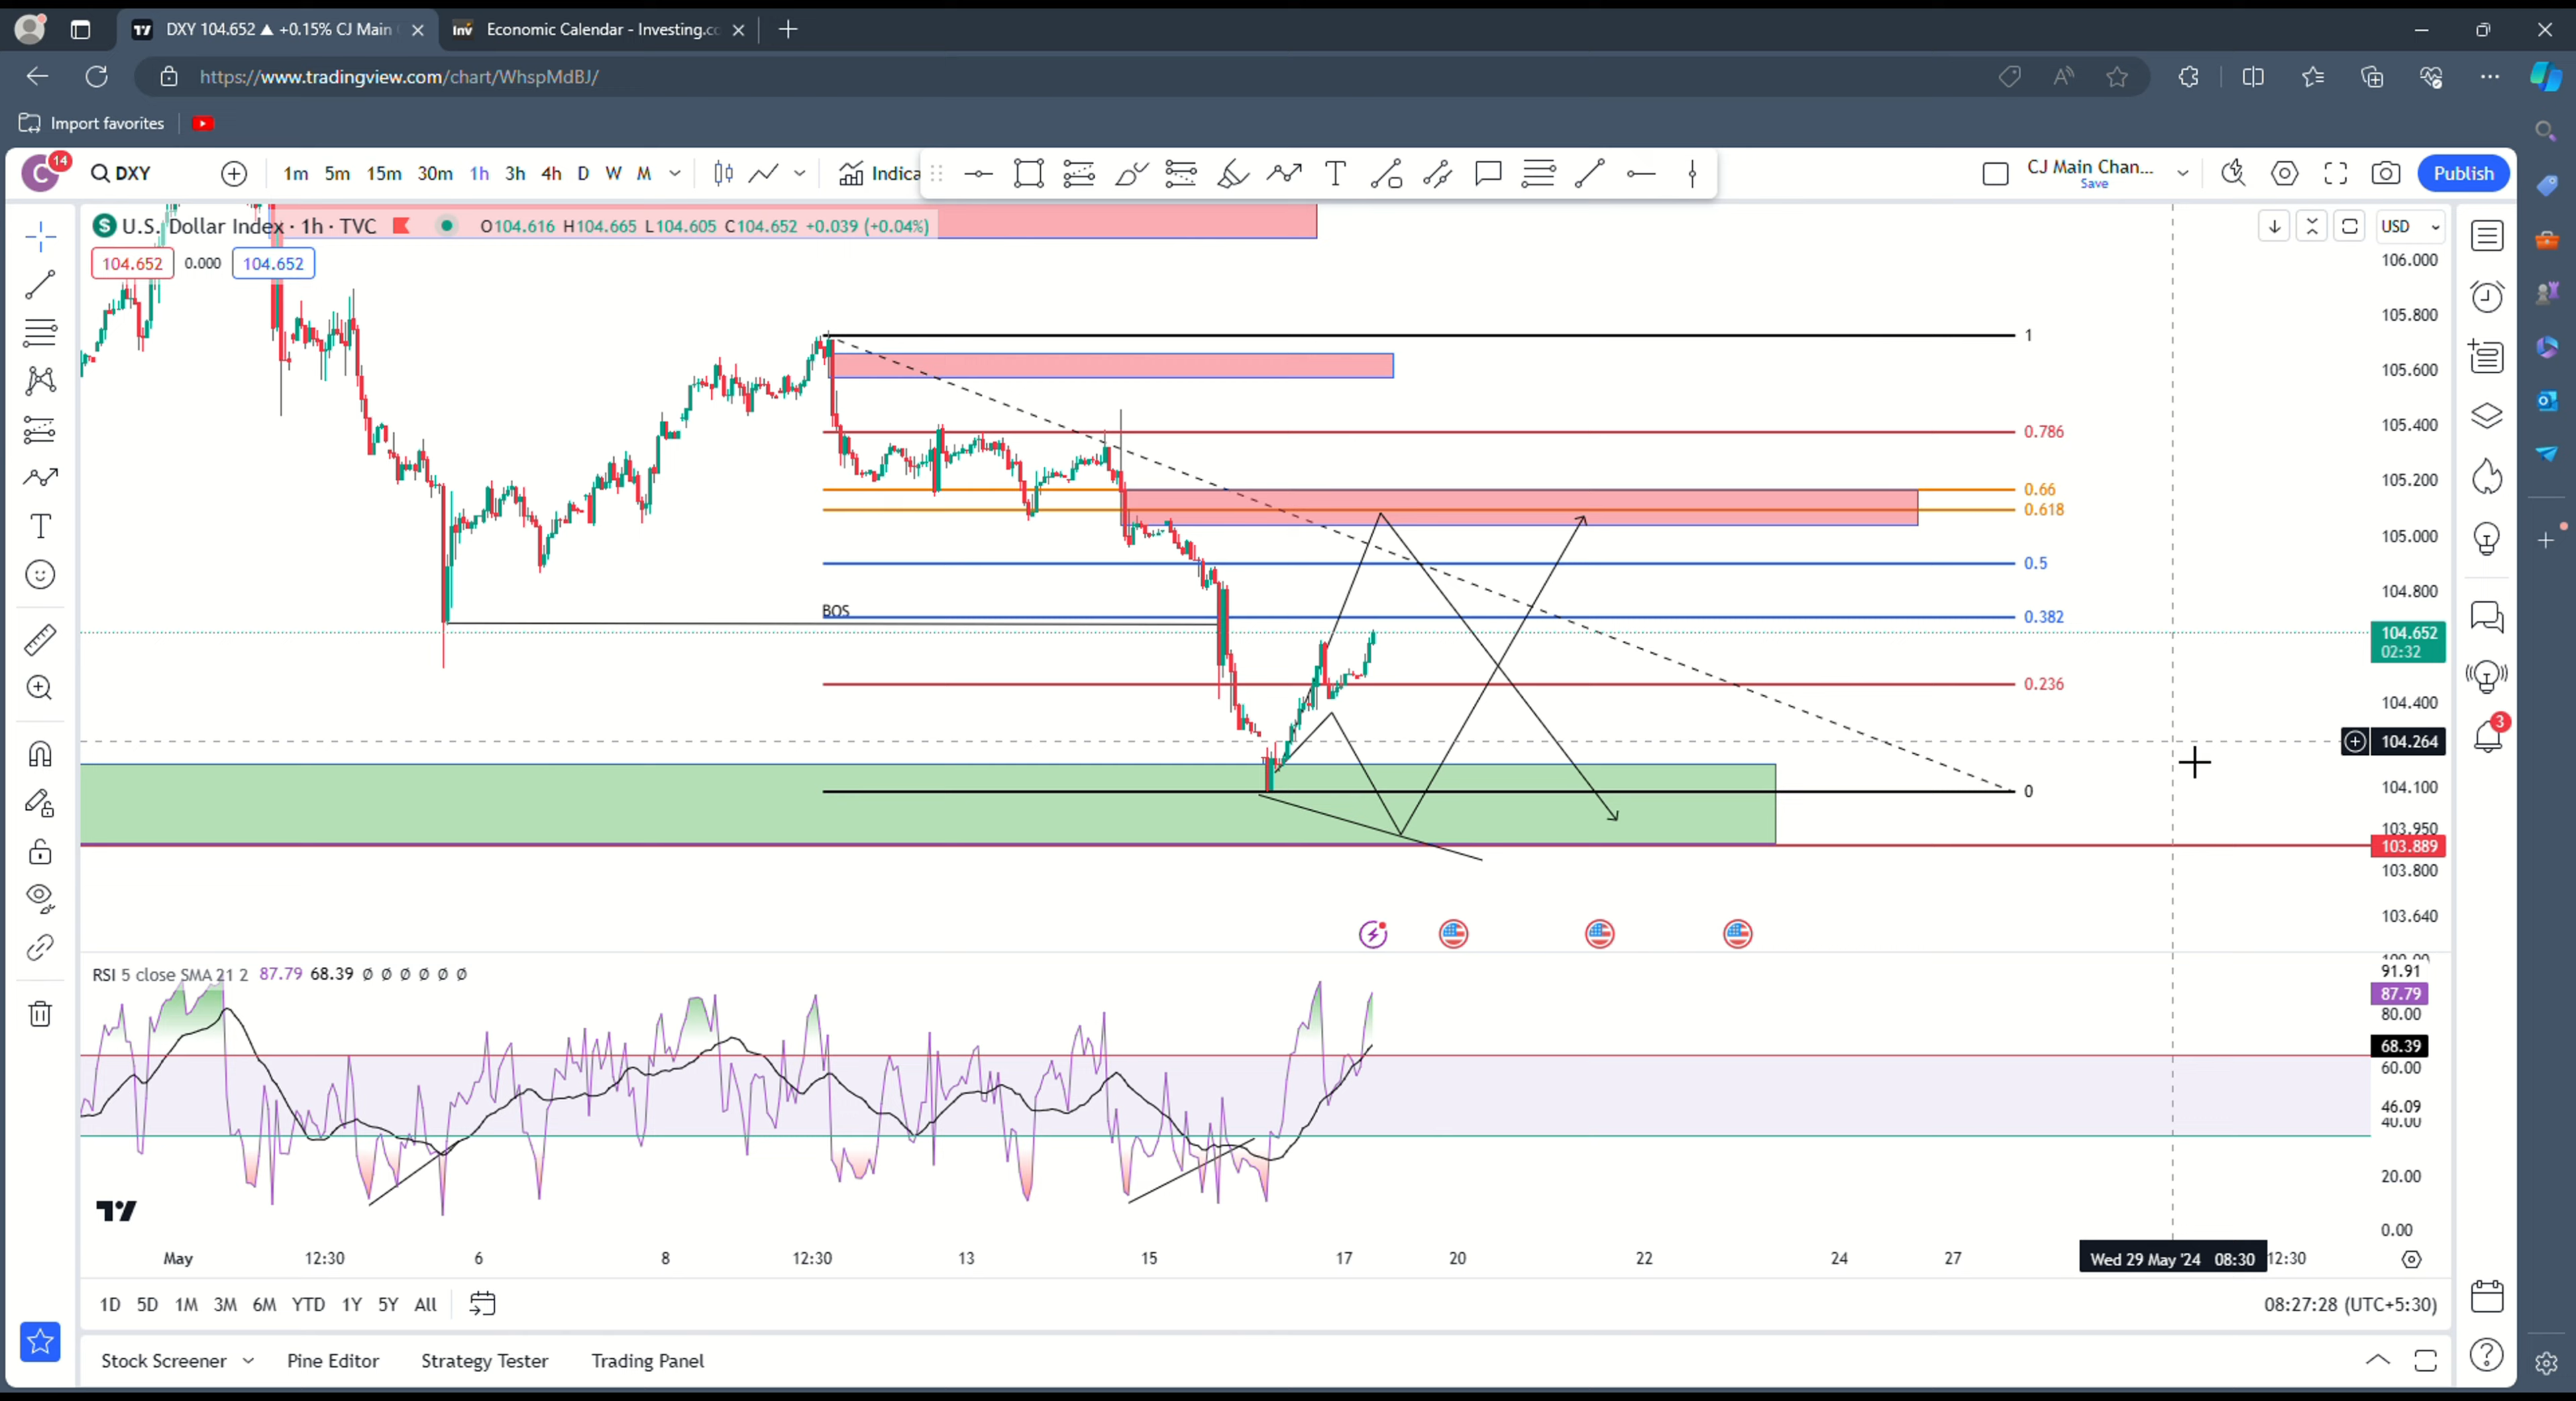 DXY 104.652 ▲ +0.15% CJ Main
Economic Calendar - Investing.co
https://www.tradingview.com/chart/WhspMdBJ/
Import favorites
C 14
DXY
1m 5m 15m 30m 1h 3h 4h D W M
Indica
CJ Main Chan...
Save
Publish
U.S. Dollar Index · 1h · TVC O104.616 H104.665 L104.605 C104.652 +0.039 (+0.04%)
104.652 0.000 104.652
USD
106.000
105.800
1
105.600
105.400
0.786
105.200
0.66
0.618
105.000
0.5
104.800
BOS
0.382
104.652
02:32
0.236
104.400
104.264
104.100
0
103.950
103.889
103.800
103.640
3
RSI 5 close SMA 21 2 87.79 68.39 ∅ ∅ ∅ ∅ ∅ ∅
91.91
87.79
80.00
68.39
60.00
46.09
40.00
20.00
0.00
May 12:30 6 8 12:30 13 15 17 20 22 24 27 Wed 29 May '24 08:30 12:30
1D 5D 1M 3M 6M YTD 1Y 5Y All
08:27:28 (UTC+5:30)
Stock Screener Pine Editor Strategy Tester Trading Panel